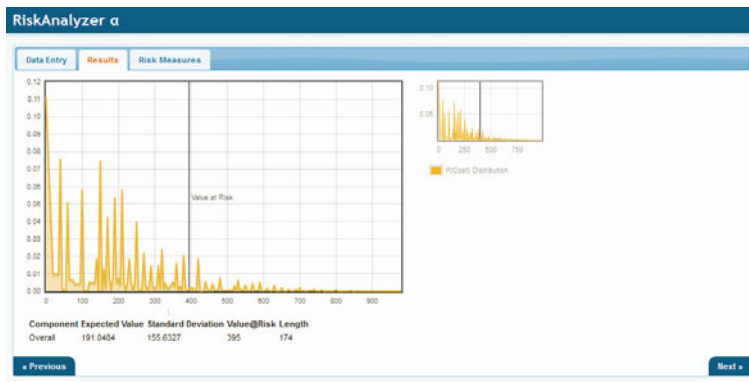 RiskAnalyzer α
Data Entry Results Risk Measures
0.12
0.11
0.10
0.09
0.08
0.07
0.06
0.05
0.04
0.03
0.02
0.01
0.00
0 100 200 300 400 500 600 700 800 900
Value at Risk
0.10
0.08
0 250 500 750
P(Cost) Distribution
Component Expected Value Standard Deviation Value@Risk Length
Overall 191.0484 155.6327 395 174
« Previous
Next »